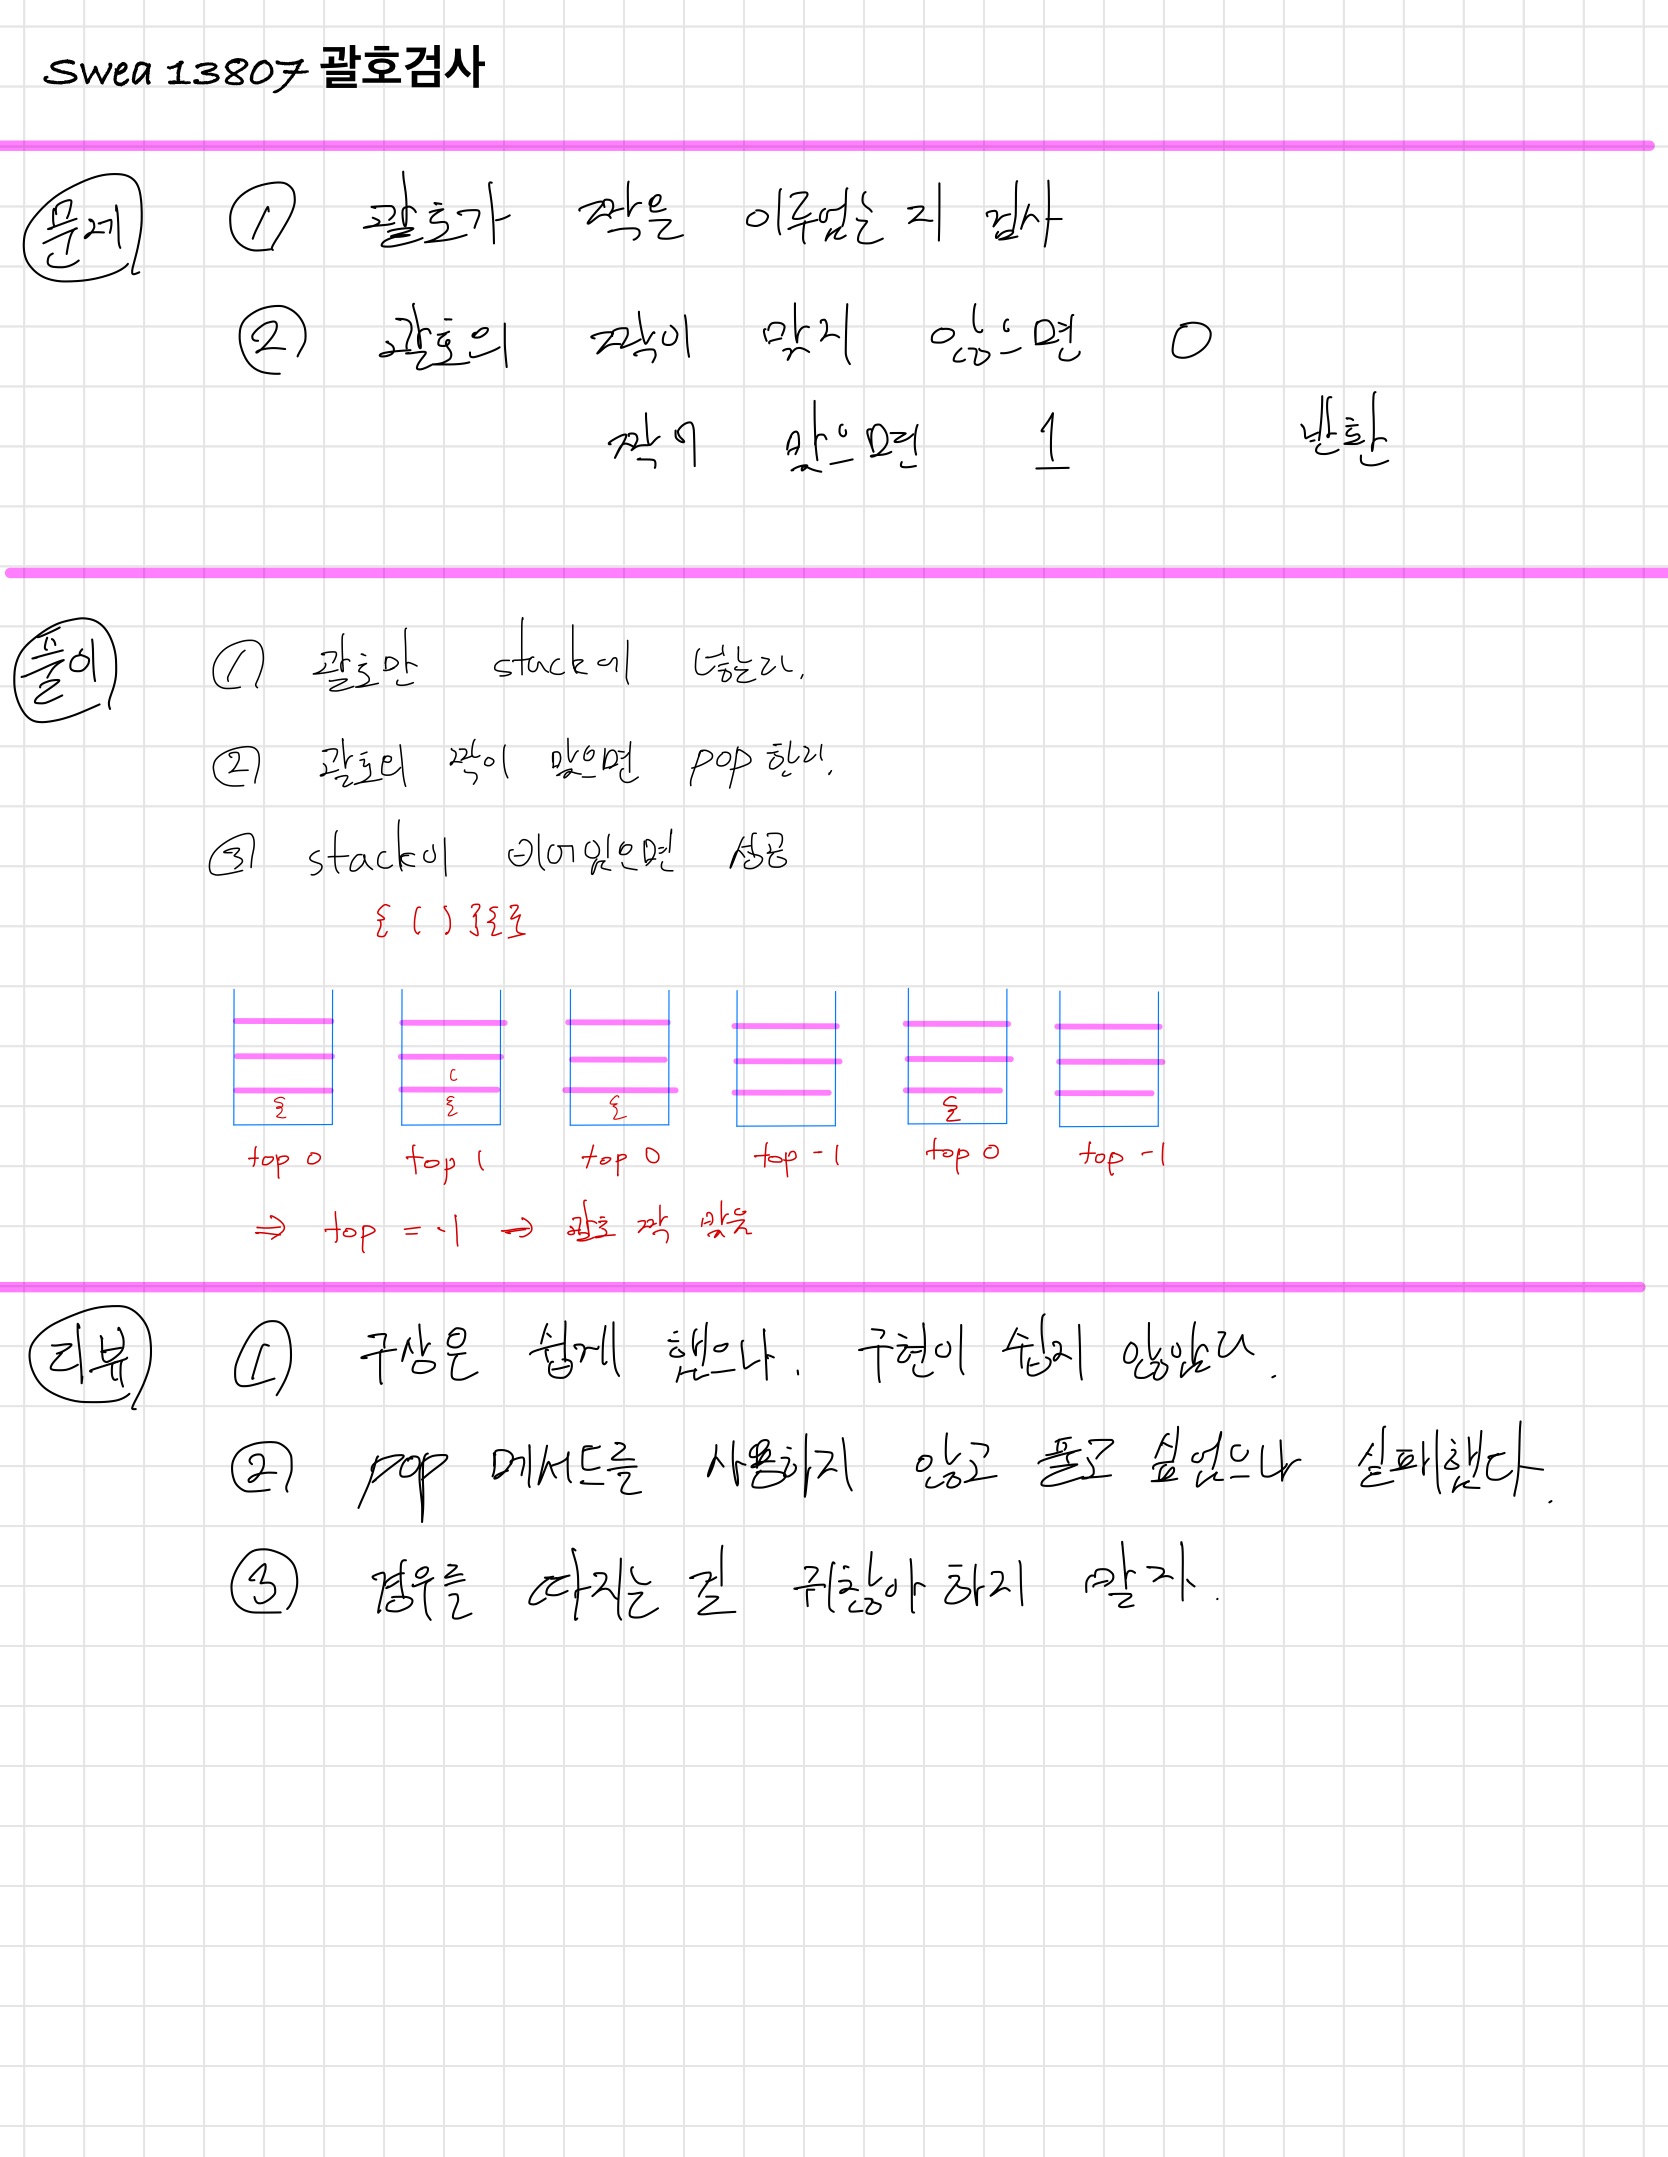 Swea 13807 괄호검사
문제 ① 괄호가 짝을 이루었는지 검사
② 괄호의 짝이 맞지 않으면 0
짝이 맞으면 1 반환
풀이 ① 괄호만 stack에 넣는다.
② 괄호의 짝이 맞으면 pop한다.
③ stack이 비어있으면 성공
{ ( ) } { }
( 
{ { { {
top 0 top 1 top 0 top -1 top 0 top -1
⇒ top = -1 → 괄호 짝 맞음
리뷰 ① 구상은 쉽게 했으나. 구현이 쉽지 않았다.
② pop 메서드를 사용하지 않고 풀고 싶었으나 실패했다.
③ 경우를 따지는 걸 귀찮아 하지 말자.